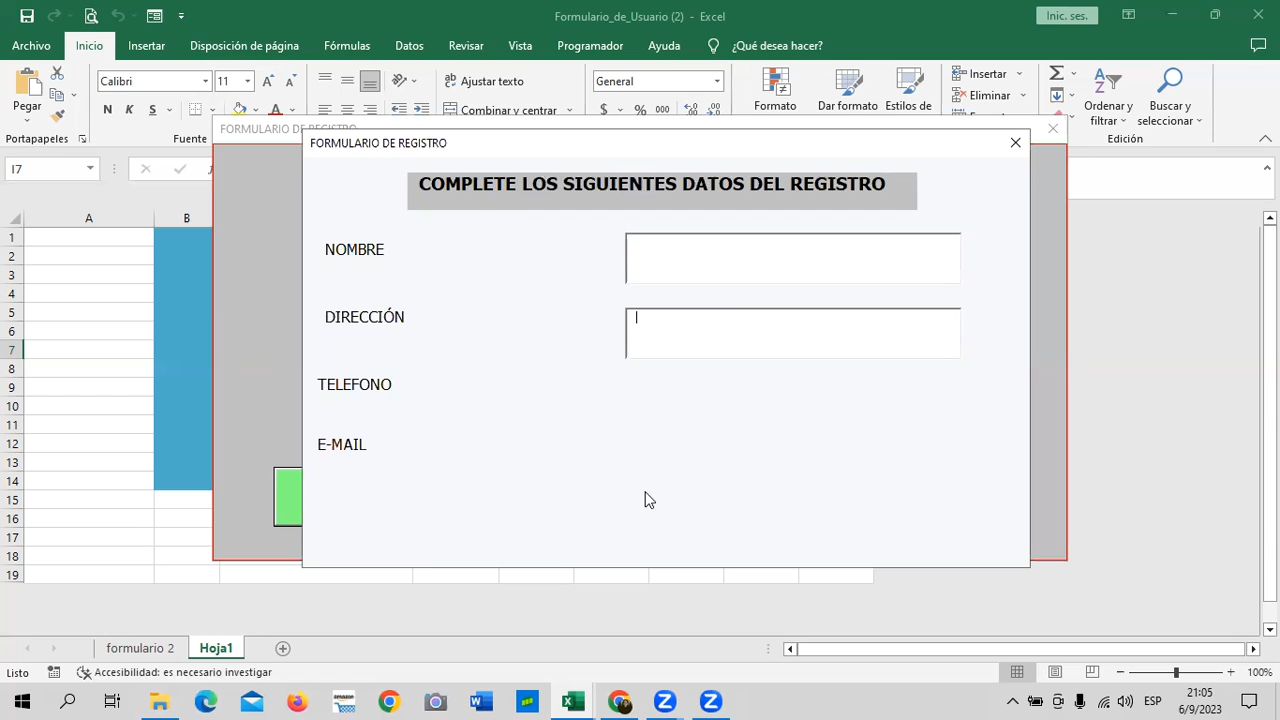 Formulario_de_Usuario (2) - Excel
Inic. ses.
Archivo Inicio Insertar Disposición de página Fórmulas Datos Revisar Vista Programador Ayuda ¿Qué desea hacer?
Pegar
Calibri 11
Ajustar texto
General
Insertar
N K S
Combinar y centrar
$ % 000
Formato Dar formato Estilos de
Eliminar
Ordenar y filtrar
Buscar y seleccionar
Portapapeles Fuente Edición
FORMULARIO DE REGISTRO
FORMULARIO DE REGISTRO
I7
COMPLETE LOS SIGUIENTES DATOS DEL REGISTRO
A B
1
2
3
4
5
6
7
8
9
10
11
12
13
14
15
16
17
18
19
NOMBRE
DIRECCIÓN
TELEFONO
E-MAIL
formulario 2 Hoja1
Listo Accesibilidad: es necesario investigar 100%
ESP 21:05
6/9/2023